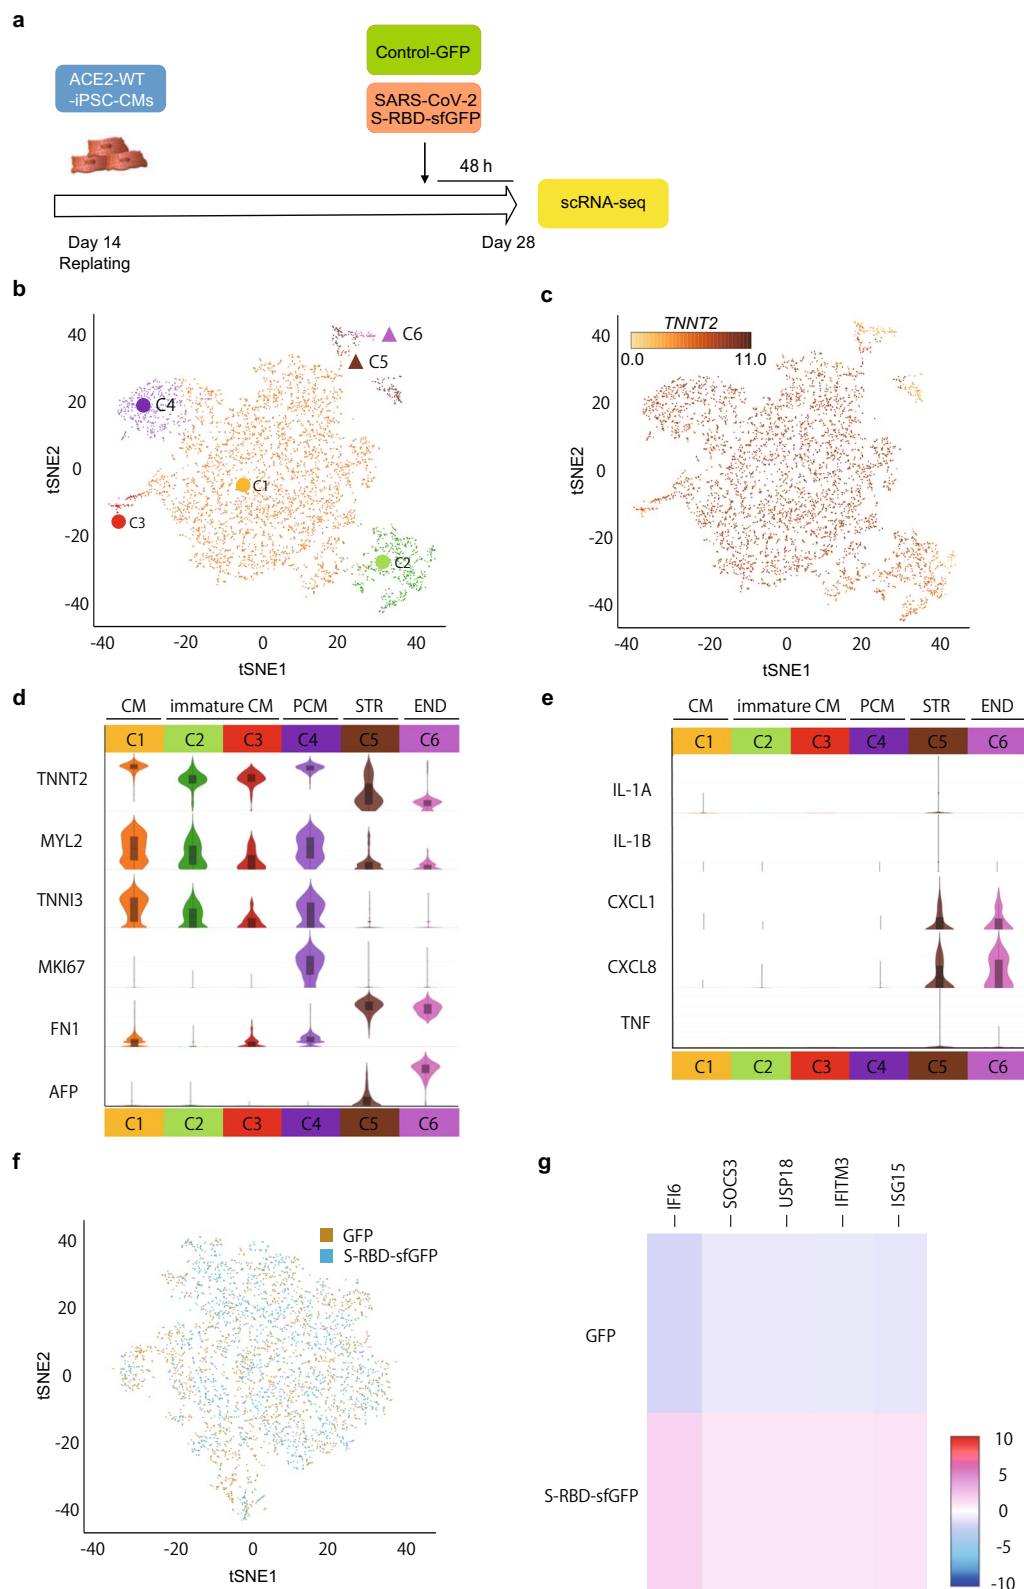 a
Control-GFP
ACE2-WT
-iPSC-CMs
SARS-CoV-2
S-RBD-sfGFP
48 h
scRNA-seq
Day 14
Replating
Day 28
b
tSNE2
40
20
0
-20
-40
-40
-20
0
20
40
tSNE1
C6
C5
C4
C1
C3
C2
c
TNNT2
0.0
11.0
tSNE2
40
20
0
-20
-40
-40
-20
0
20
40
tSNE1
d
CM
immature CM
PCM
STR
END
C1
C2
C3
C4
C5
C6
TNNT2
MYL2
TNNI3
MKI67
FN1
AFP
C1
C2
C3
C4
C5
C6
e
CM
immature CM
PCM
STR
END
C1
C2
C3
C4
C5
C6
IL-1A
IL-1B
CXCL1
CXCL8
TNF
C1
C2
C3
C4
C5
C6
f
GFP
S-RBD-sfGFP
tSNE2
40
20
0
-20
-40
-40
-20
0
20
40
tSNE1
g
IFI6
SOCS3
USP18
IFITM3
ISG15
GFP
S-RBD-sfGFP
10
5
0
-5
-10